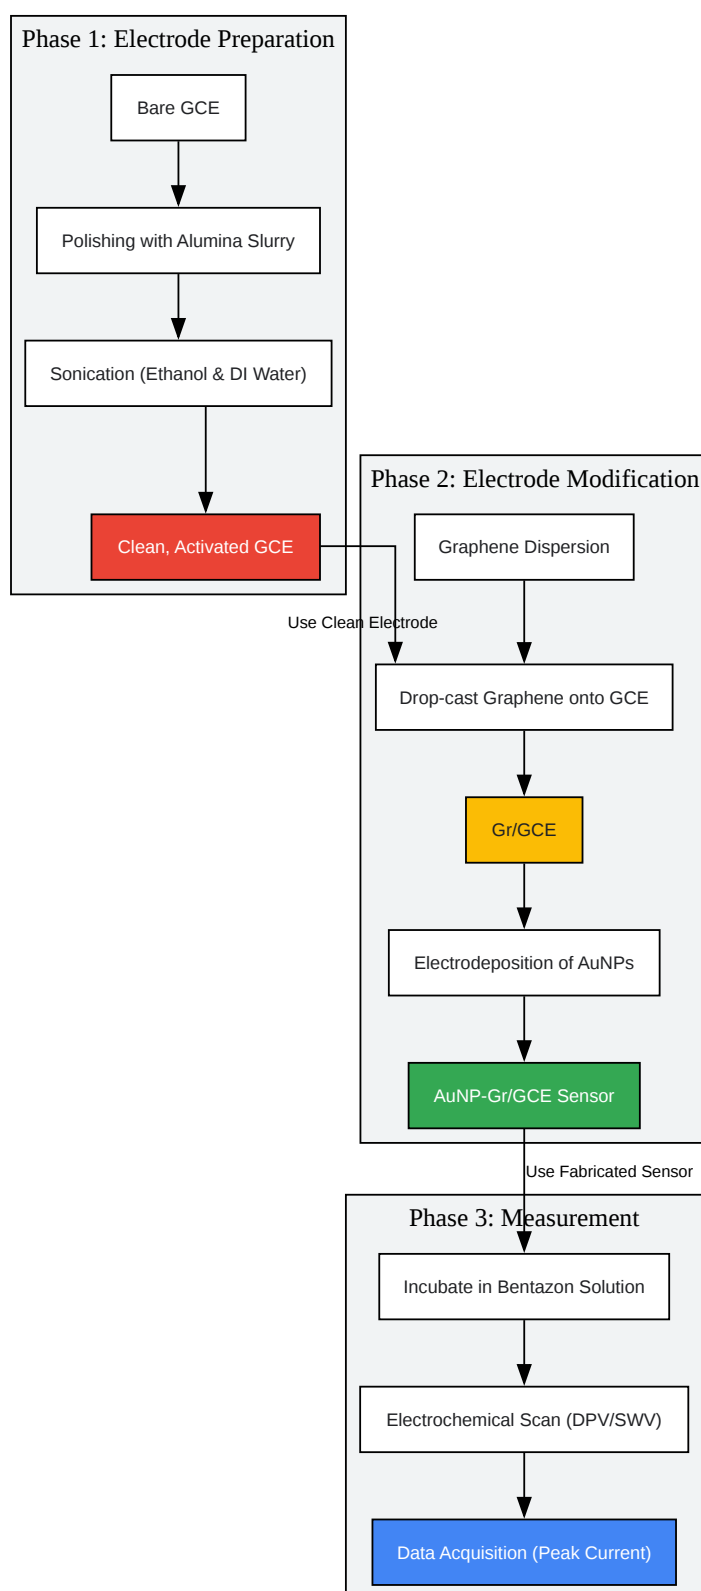 Phase 1: Electrode Preparation
Bare GCE
Polishing with Alumina Slurry
Sonication (Ethanol & DI Water)
Clean, Activated GCE
Use Clean Electrode
Phase 2: Electrode Modification
Graphene Dispersion
Drop-cast Graphene onto GCE
Gr/GCE
Electrodeposition of AuNPs
AuNP-Gr/GCE Sensor
Use Fabricated Sensor
Phase 3: Measurement
Incubate in Bentazon Solution
Electrochemical Scan (DPV/SWV)
Data Acquisition (Peak Current)